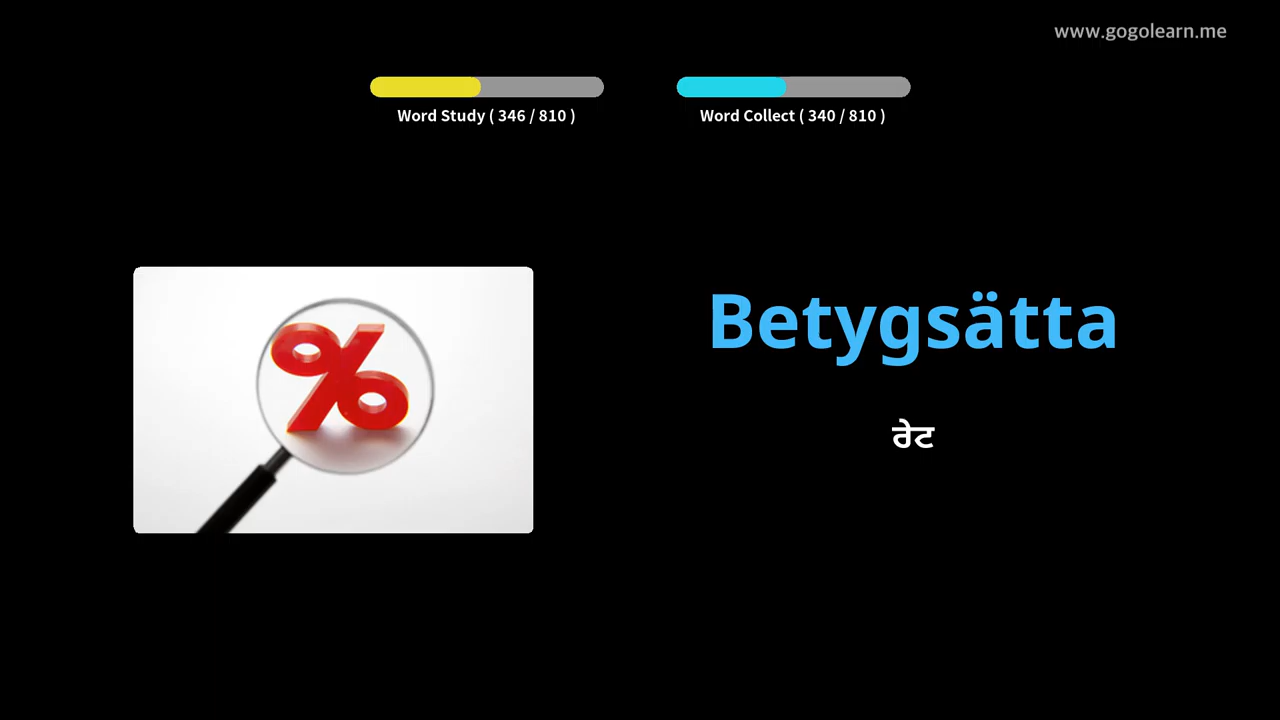 www.gogolearn.me
Word Study ( 346 / 810 )
Word Collect ( 340 / 810 )
%
Betygsätta
ਰੇਟ